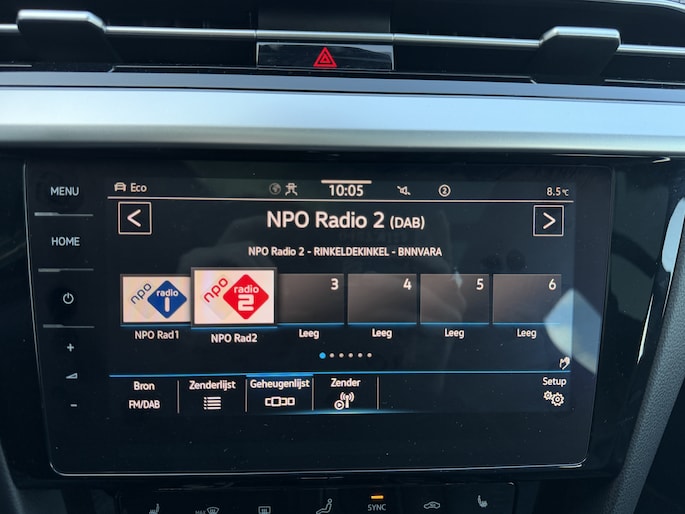 MENU
HOME
+
-
Eco
10:05
2
8.5°C
<
NPO Radio 2 (DAB)
>
NPO Radio 2 - RINKELDEKINKEL - BNNVARA
npo radio 1
npo radio 2
3
4
5
6
NPO Rad1
NPO Rad2
Leeg
Leeg
Leeg
Leeg
Bron
FM/DAB
Zenderlijst
Geheugenlijst
Zender
Setup
MAX
SYNC